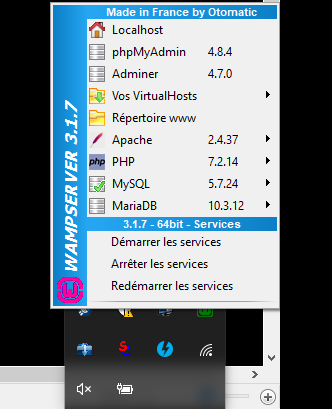 Made in France by Otomatic
Localhost
phpMyAdmin 4.8.4
Adminer 4.7.0
Vos VirtualHosts
Répertoire www
Apache 2.4.37
php PHP 7.2.14
MySQL 5.7.24
MariaDB 10.3.12
WAMPSERVER 3.1.7
3.1.7 - 64bit - Services
Démarrer les services
Arrêter les services
Redémarrer les services